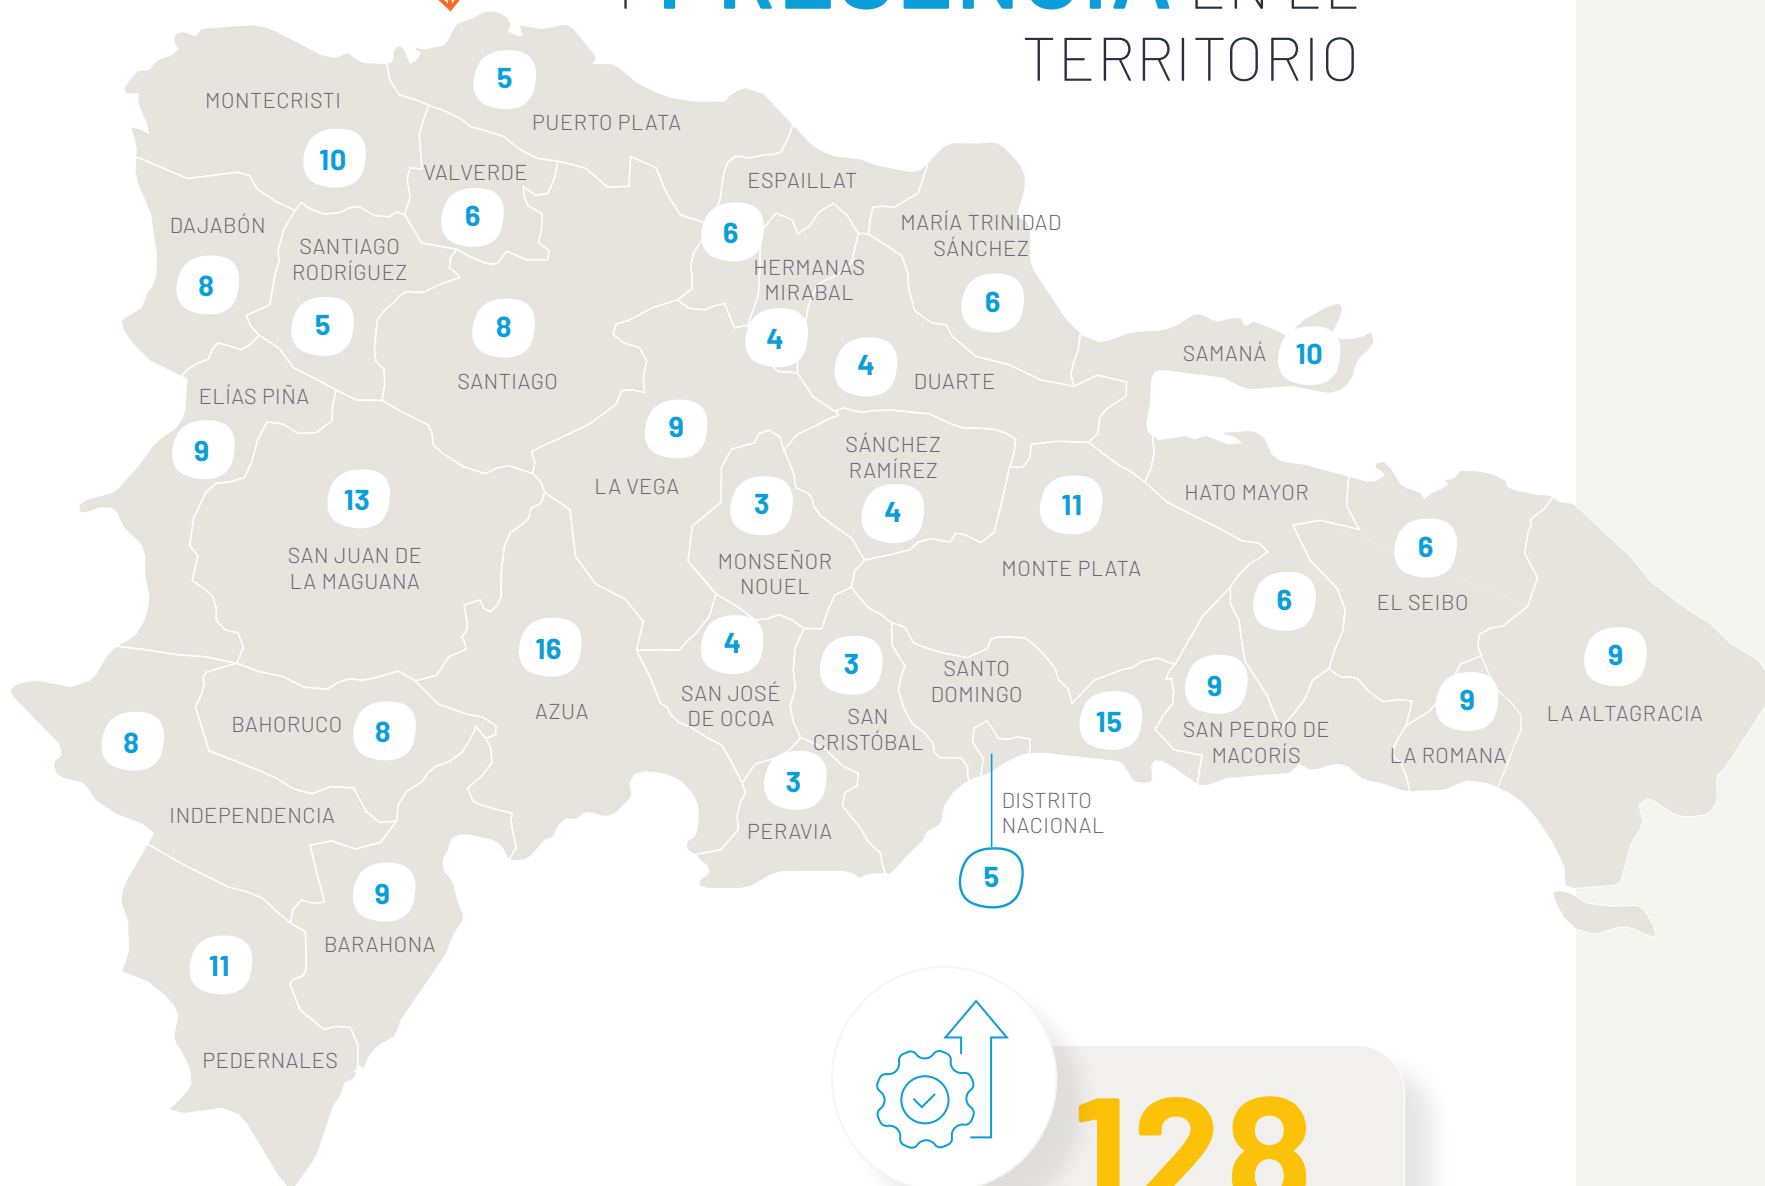 PRESENCIA EN EL
TERRITORIO
5
MONTECRISTI
PUERTO PLATA
10
VALVERDE
6
ESPAILLAT
6
DAJABÓN
8
SANTIAGO
RODRÍGUEZ
5
MARÍA TRINIDAD
SÁNCHEZ
6
HERMANAS
MIRABAL
4
8
SANTIAGO
4
DUARTE
SAMANÁ
10
ELÍAS PIÑA
9
9
LA VEGA
SÁNCHEZ
RAMÍREZ
4
13
SAN JUAN DE
LA MAGUANA
3
MONSEÑOR
NOUEL
11
MONTE PLATA
HATO MAYOR
6
6
EL SEIBO
16
AZUA
4
SAN JOSÉ
DE OCOA
3
SAN
CRISTÓBAL
SANTO
DOMINGO
15
9
SAN PEDRO DE
MACORÍS
9
LA ROMANA
9
LA ALTAGRACIA
BAHORUCO
8
8
INDEPENDENCIA
3
PERAVIA
DISTRITO
NACIONAL
5
9
BARAHONA
11
PEDERNALES
128